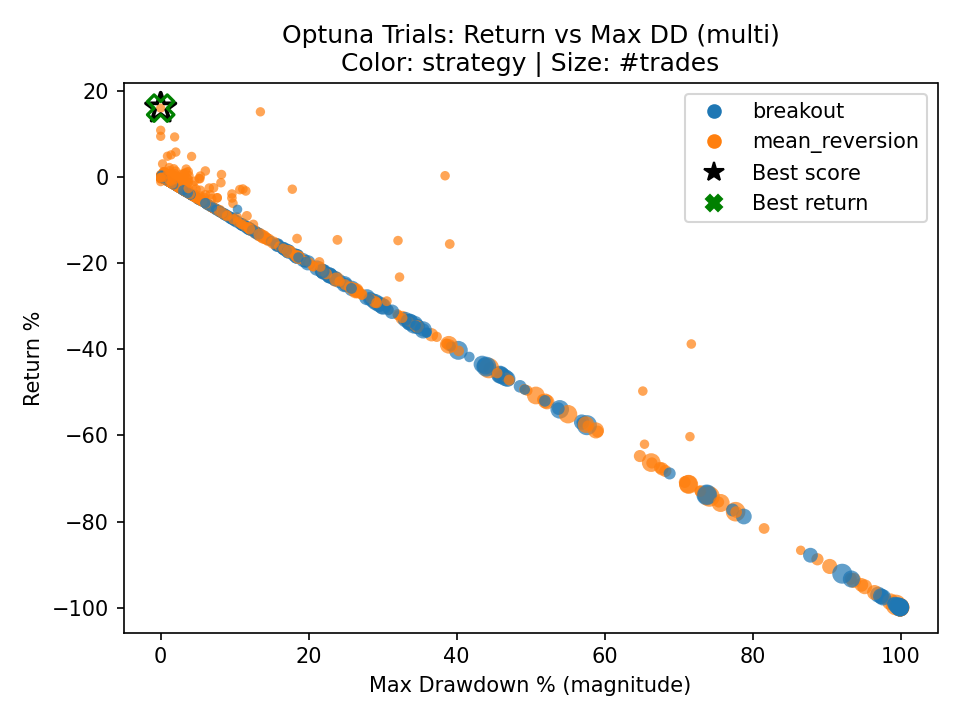 Optuna Trials: Return vs Max DD (multi)
Color: strategy | Size: #trades
breakout
mean_reversion
Best score
Best return
Return %
20
0
−20
−40
−60
−80
−100
0
20
40
60
80
100
Max Drawdown % (magnitude)